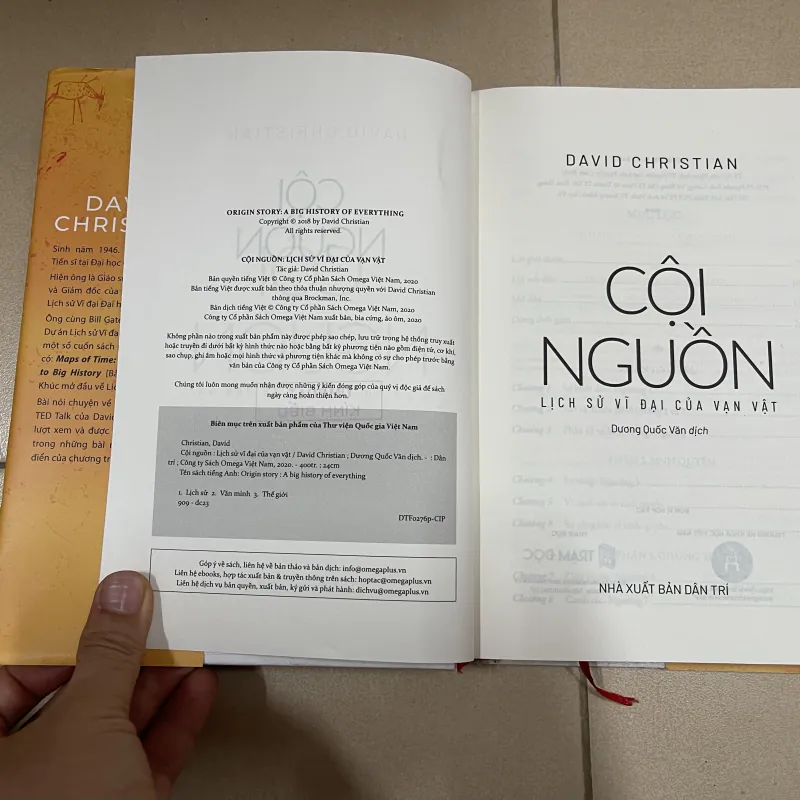 DAV
CHRIS
Sinh năm 1946.
Tiến sĩ tại Đại học
Hiện ông là Giáo s
và Giám đốc của
Lịch sử Vĩ đại Đại h
Ông cùng Bill Gate
Dự án Lịch sử Vĩ đạ
một số cuốn sách
có: Maps of Time:
to Big History (Bả
Khúc mở đầu về Lịc
Bài nói chuyện về
TED Talk của David
lượt xem và được
trong những bài n
điển của chương tr
ORIGIN STORY: A BIG HISTORY OF EVERYTHING
Copyright © 2018 by David Christian
All rights reserved.
CỘI NGUỒN: LỊCH SỬ VĨ ĐẠI CỦA VẠN VẬT
Tác giả: David Christian
Bản quyền tiếng Việt © Công ty Cổ phần Sách Omega Việt Nam, 2020
Bản tiếng Việt được xuất bản theo thỏa thuận nhượng quyền với David Christian
thông qua Brockman, Inc.
Bản dịch tiếng Việt © Công ty Cổ phần Sách Omega Việt Nam, 2020
Công ty Cổ phần Sách Omega Việt Nam xuất bản, bìa cứng, áo ôm, 2020
Không phần nào trong xuất bản phẩm này được phép sao chép, lưu trữ trong hệ thống truy xuất
hoặc truyền đi dưới bất kỳ hình thức nào hoặc bằng bất kỳ phương tiện nào gồm điện tử, cơ khí,
sao chụp, ghi âm hoặc mọi hình thức và phương tiện khác mà không có sự cho phép trước bằng
văn bản của Công ty Cổ phần Sách Omega Việt Nam.
Chúng tôi luôn mong muốn nhận được những ý kiến đóng góp của quý vị độc giả để sách
ngày càng hoàn thiện hơn.
Biên mục trên xuất bản phẩm của Thư viện Quốc gia Việt Nam
Christian, David
Cội nguồn : Lịch sử vĩ đại của vạn vật / David Christian ; Dương Quốc Văn dịch. - : Dân
trí ; Công ty Sách Omega Việt Nam, 2020. - 400tr. ; 24cm
Tên sách tiếng Anh: Origin story : A big history of everything
1. Lịch sử 2. Văn minh 3. Thế giới
909 - dc23
DTF0276p-CIP
Góp ý về sách, liên hệ về bản thảo và bản dịch: info@omegaplus.vn
Liên hệ ebooks, hợp tác xuất bản & truyền thông trên sách: hoptac@omegaplus.vn
Liên hệ dịch vụ bản quyền, xuất bản, ký gửi và phát hành: dichvu@omegaplus.vn
DAVID CHRISTIAN
CỘI
NGUỒN
LỊCH SỬ VĨ ĐẠI CỦA VẠN VẬT
Dương Quốc Văn dịch
NHÀ XUẤT BẢN DÂN TRÍ